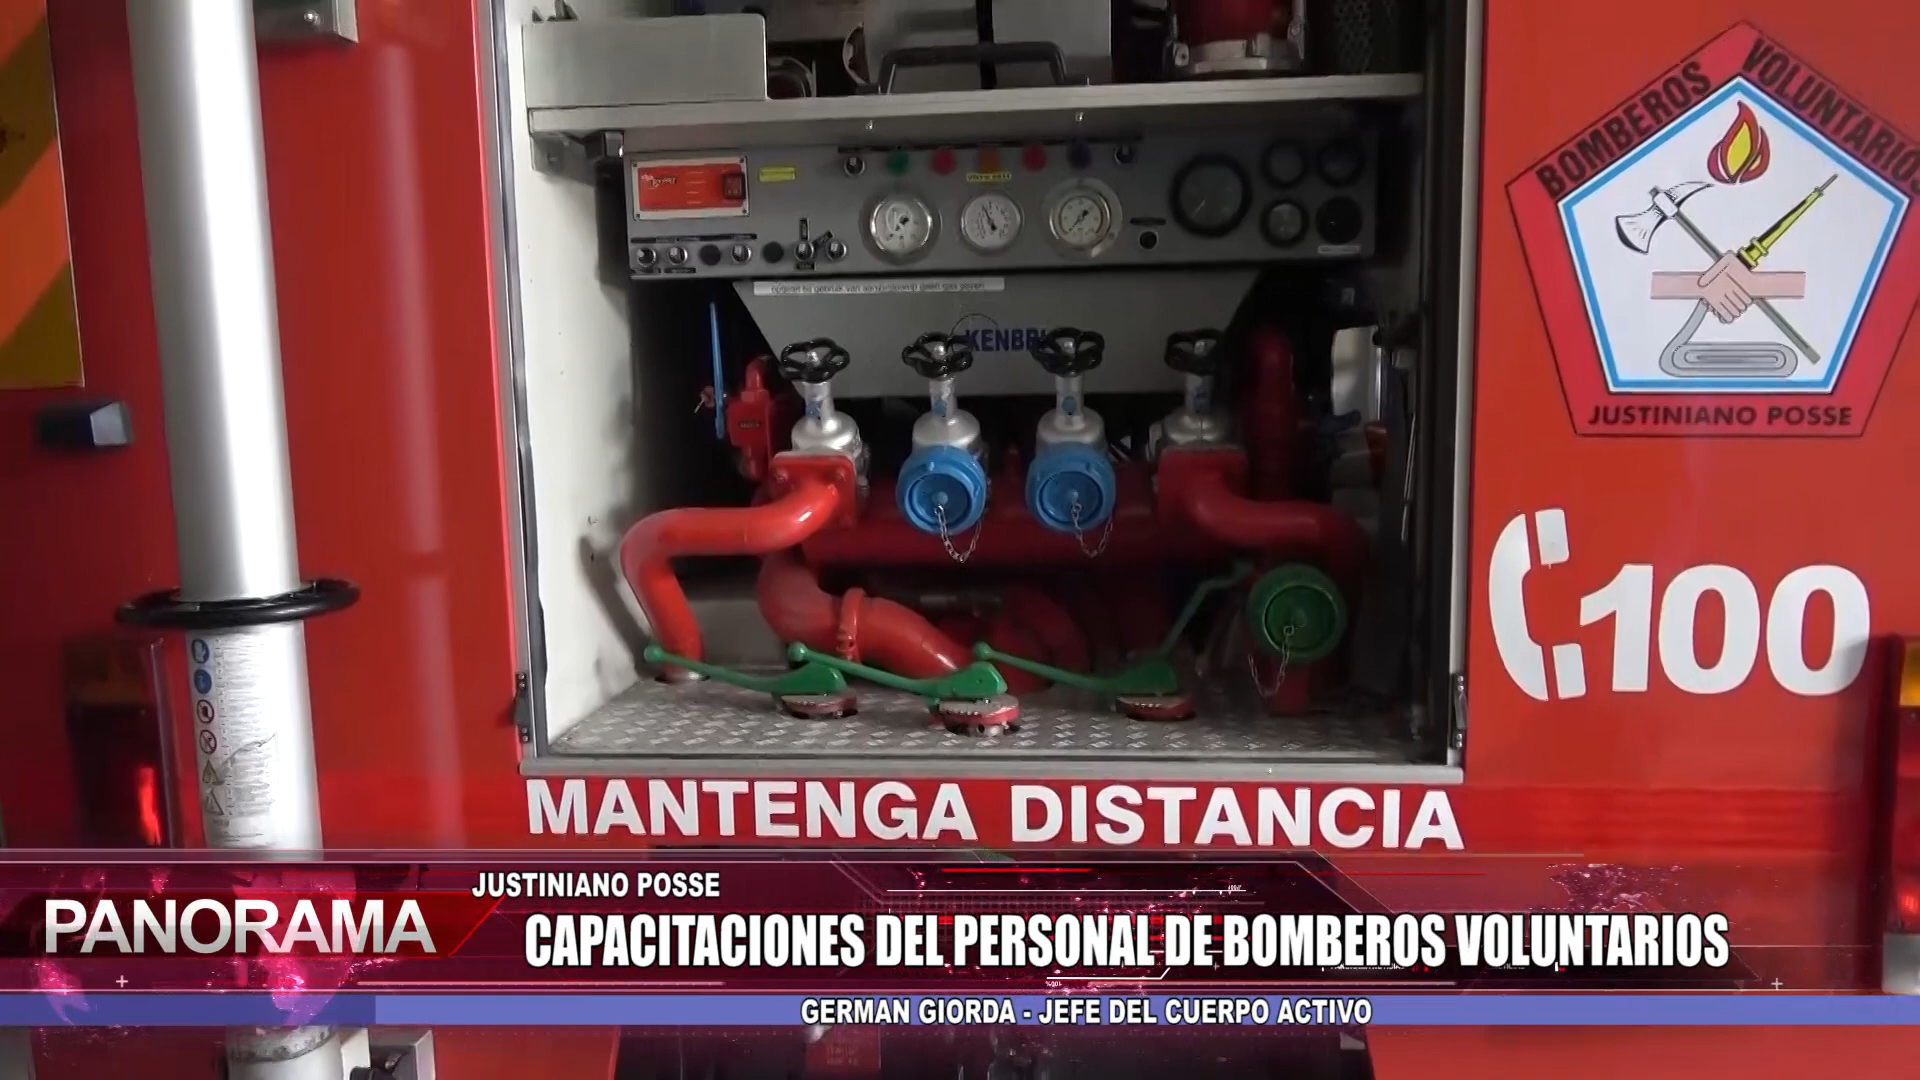 BOMBEROS VOLUNTARIOS
KENBRI
JUSTINIANO POSSE
100
MANTENGA DISTANCIA
JUSTINIANO POSSE
PANORAMA
CAPACITACIONES DEL PERSONAL DE BOMBEROS VOLUNTARIOS
GERMAN GIORDA - JEFE DEL CUERPO ACTIVO